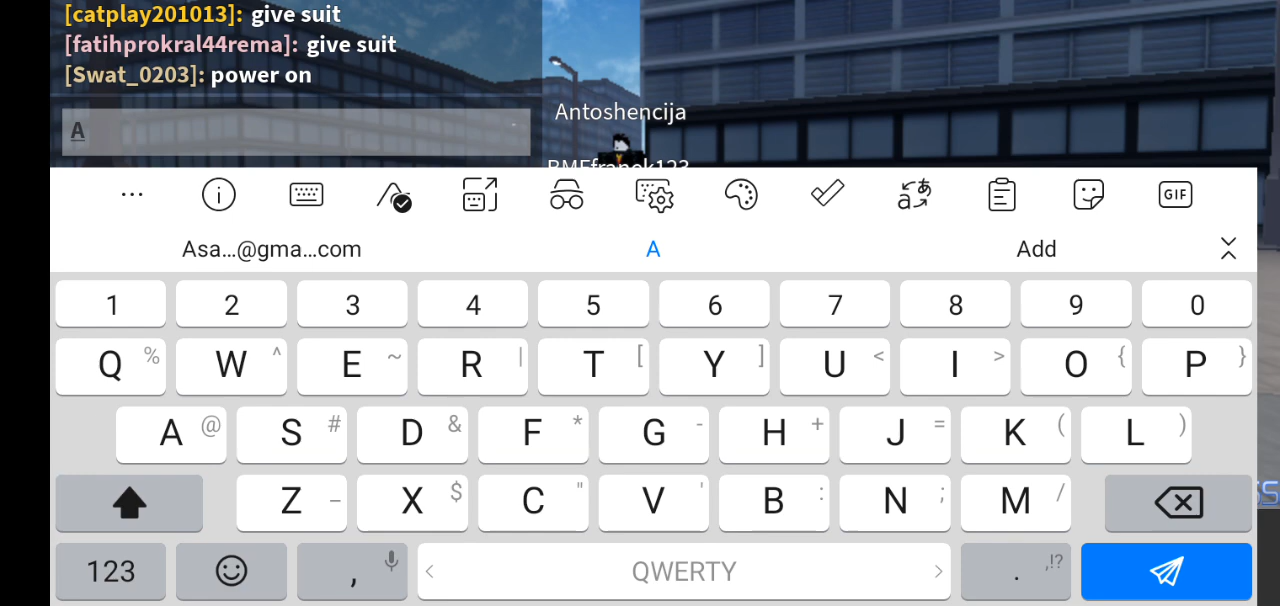 [catplay201013]: give suit
[fatihprokral44rema]: give suit
[Swat_0203]: power on
A
Antoshencija
GIF
Asa...@gma...com
A
Add
1 2 3 4 5 6 7 8 9 0
Q % W ^ E ~ R | T [ Y ] U < I > O { P }
A @ S # D & F * G - H + J = K ( L )
Z _ X $ C " V ' B : N ; M /
123 , < QWERTY > . ,!?